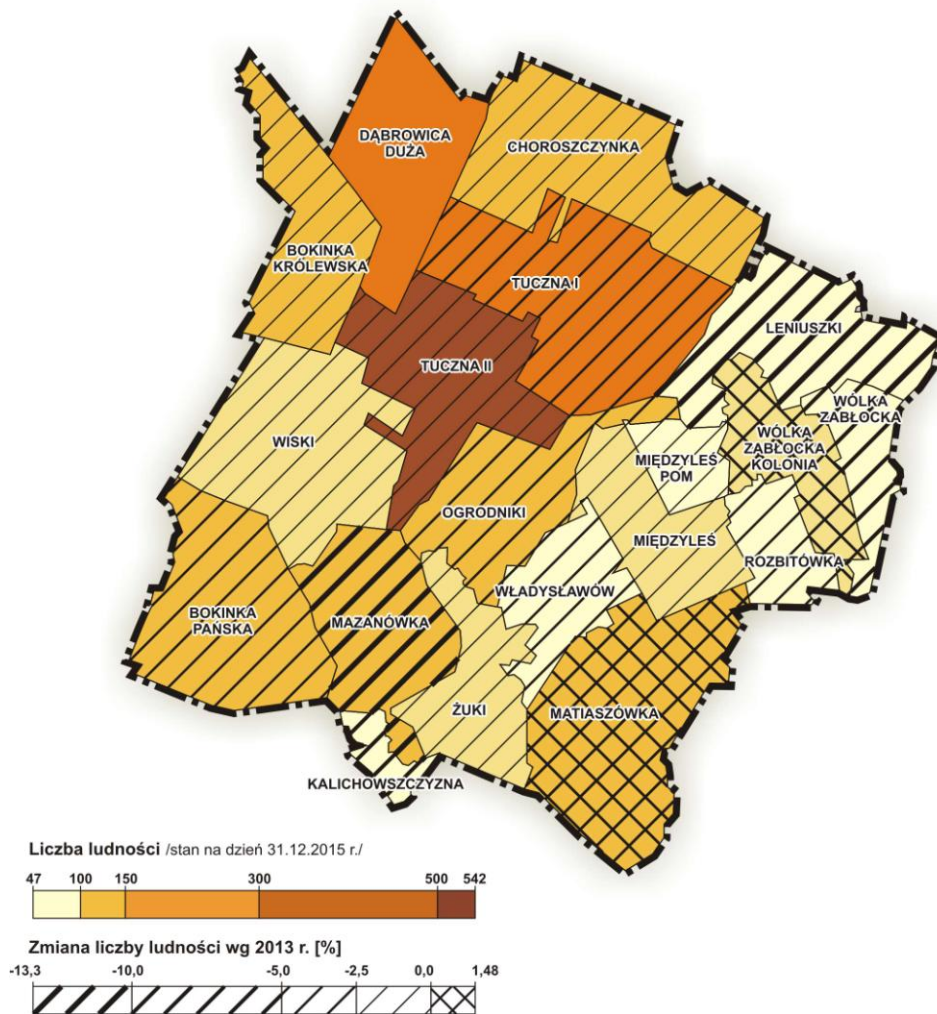 DĄBROWICA
DUŻA
CHOROSZCZYNKA
BOKINKA
KRÓLEWSKA
TUCZNA I
LENIUSZKI
TUCZNA II
WÓLKA
ZABŁOCKA
WISKI
MIĘDZYLEŚ
POM
WÓLKA
ZABŁOCKA
KOLONIA
OGRODNIKI
MIĘDZYLEŚ
ROZBITÓWKA
WŁADYSŁAWÓW
BOKINKA
PAŃSKA
MAZANÓWKA
ŻUKI
MATIASZÓWKA
KALICHOWSZCZYZNA
Liczba ludności /stan na dzień 31.12.2015 r./
47 100 150 300 500 542
Zmiana liczby ludności wg 2013 r. [%]
-13,3 -10,0 -5,0 -2,5 0,0 1,48